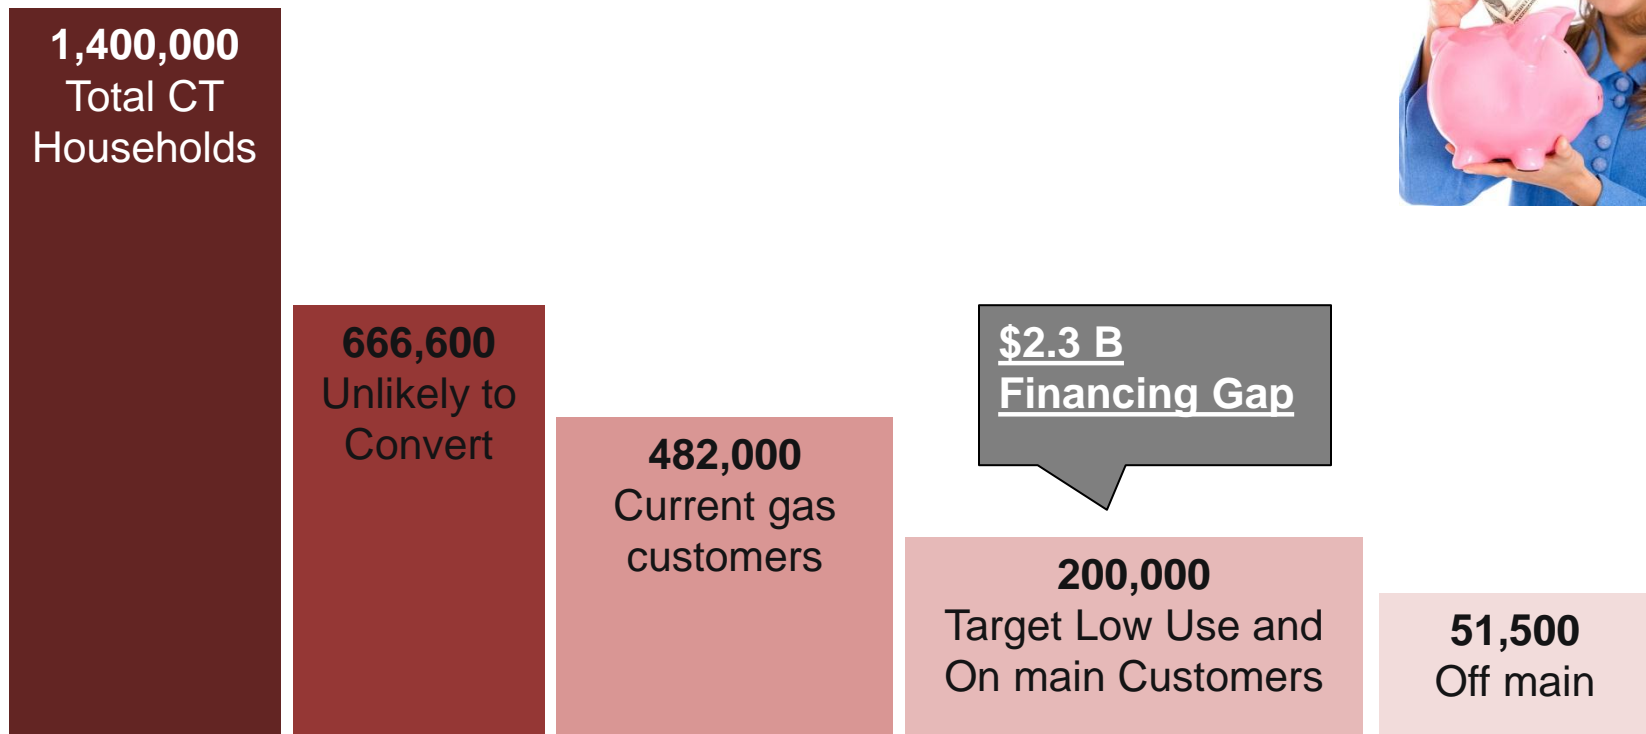 1,400,000
Total CT
Households
666,600
Unlikely to
Convert
482,000
Current gas
customers
$2.3 B
Financing Gap
200,000
Target Low Use and
On main Customers
51,500
Off main